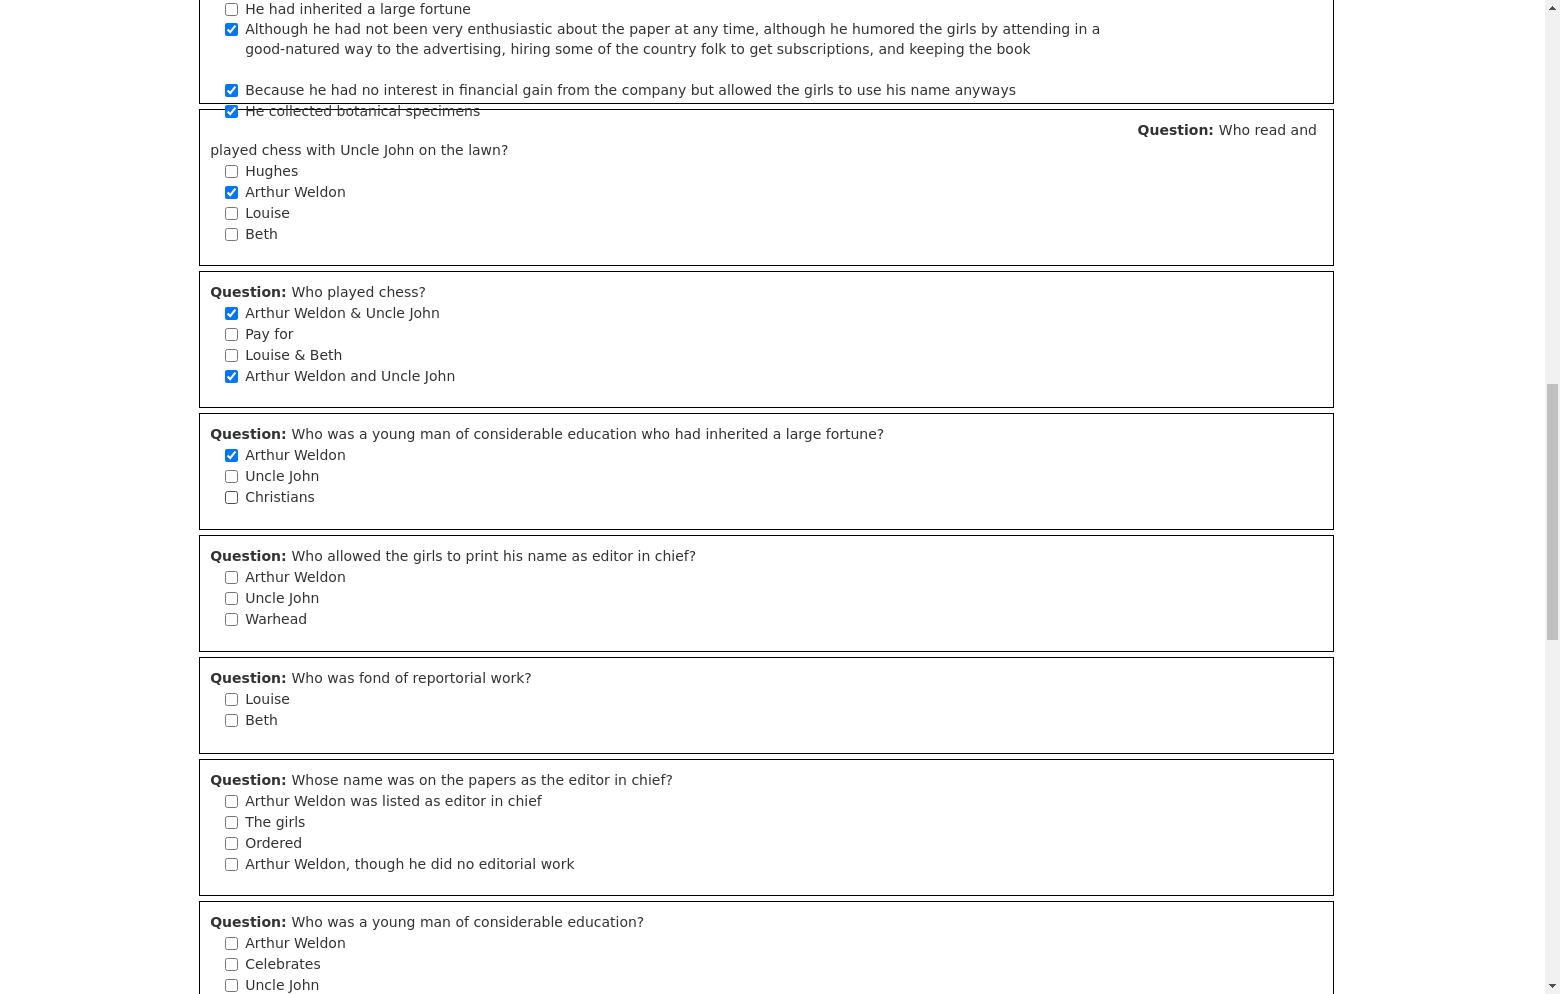 He had inherited a large fortune
Although he had not been very enthusiastic about the paper at any time, although he humored the girls by attending in a
good-natured way to the advertising, hiring some of the country folk to get subscriptions, and keeping the book
Because he had no interest in financial gain from the company but allowed the girls to use his name anyways
He collected botanical specimens
Question: Who read and
played chess with Uncle John on the lawn?
Hughes
Arthur Weldon
Louise
Beth
Question: Who played chess?
Arthur Weldon & Uncle John
Pay for
Louise & Beth
Arthur Weldon and Uncle John
Question: Who was a young man of considerable education who had inherited a large fortune?
Arthur Weldon
Uncle John
Christians
Question: Who allowed the girls to print his name as editor in chief?
Arthur Weldon
Uncle John
Warhead
Question: Who was fond of reportorial work?
Louise
Beth
Question: Whose name was on the papers as the editor in chief?
Arthur Weldon was listed as editor in chief
The girls
Ordered
Arthur Weldon, though he did no editorial work
Question: Who was a young man of considerable education?
Arthur Weldon
Celebrates
Uncle John